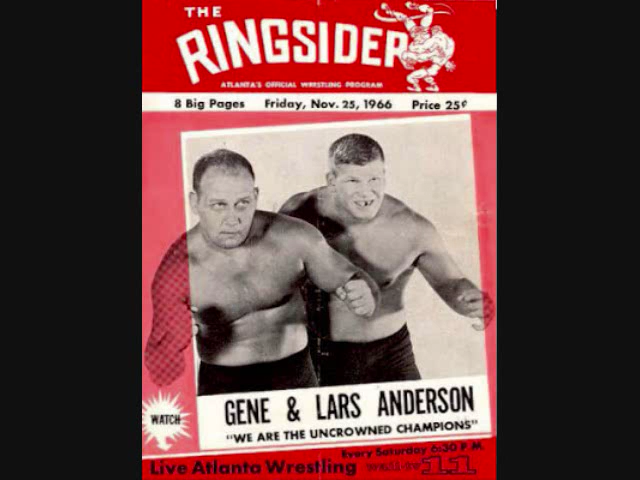 THE
RINGSIDER
ATLANTA'S OFFICIAL WRESTLING PROGRAM
8 Big Pages Friday, Nov. 25, 1966 Price 25¢
GENE & LARS ANDERSON
"WE ARE THE UNCROWNED CHAMPIONS"
WATCH
Every Saturday 6:30 P.M.
Live Atlanta Wrestling 11